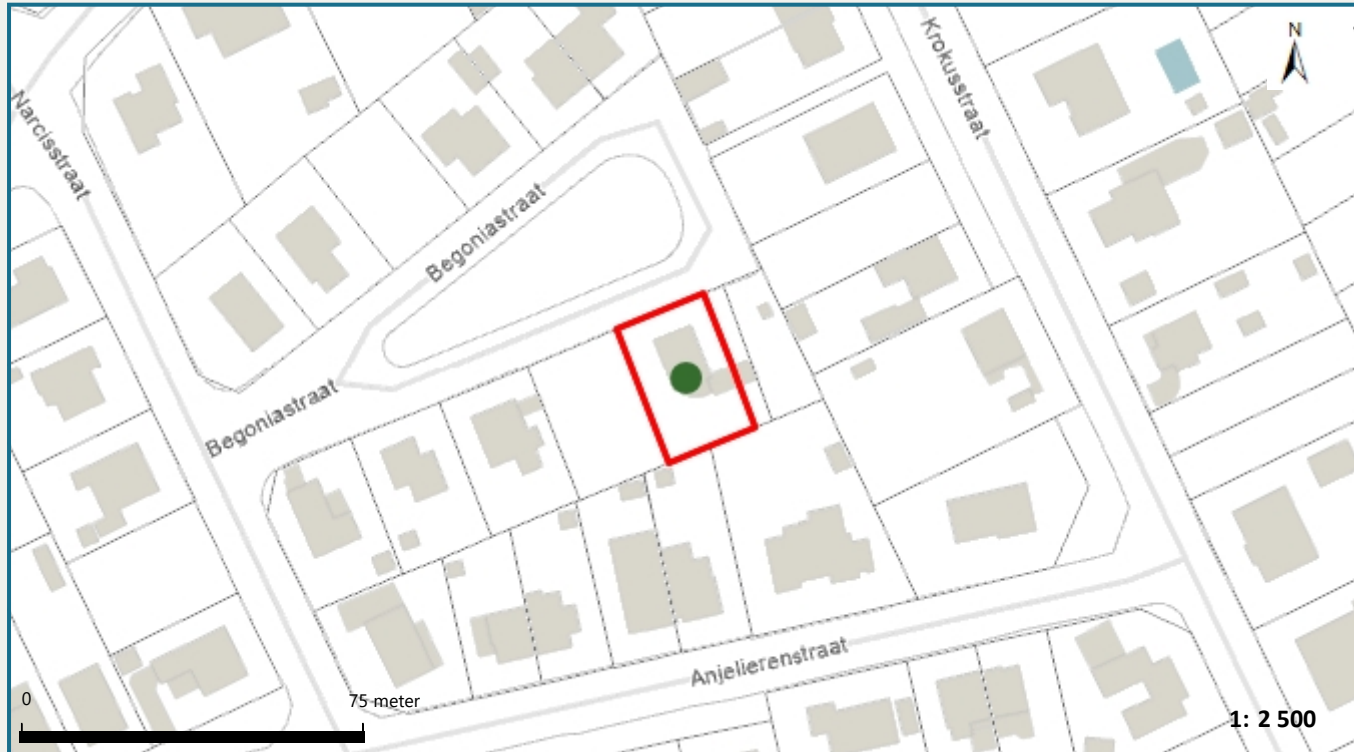 N
Krokusstraat
Narcisstraat
Begoniastraat
Begoniastraat
Anjelierenstraat
0
75 meter
1: 2 500